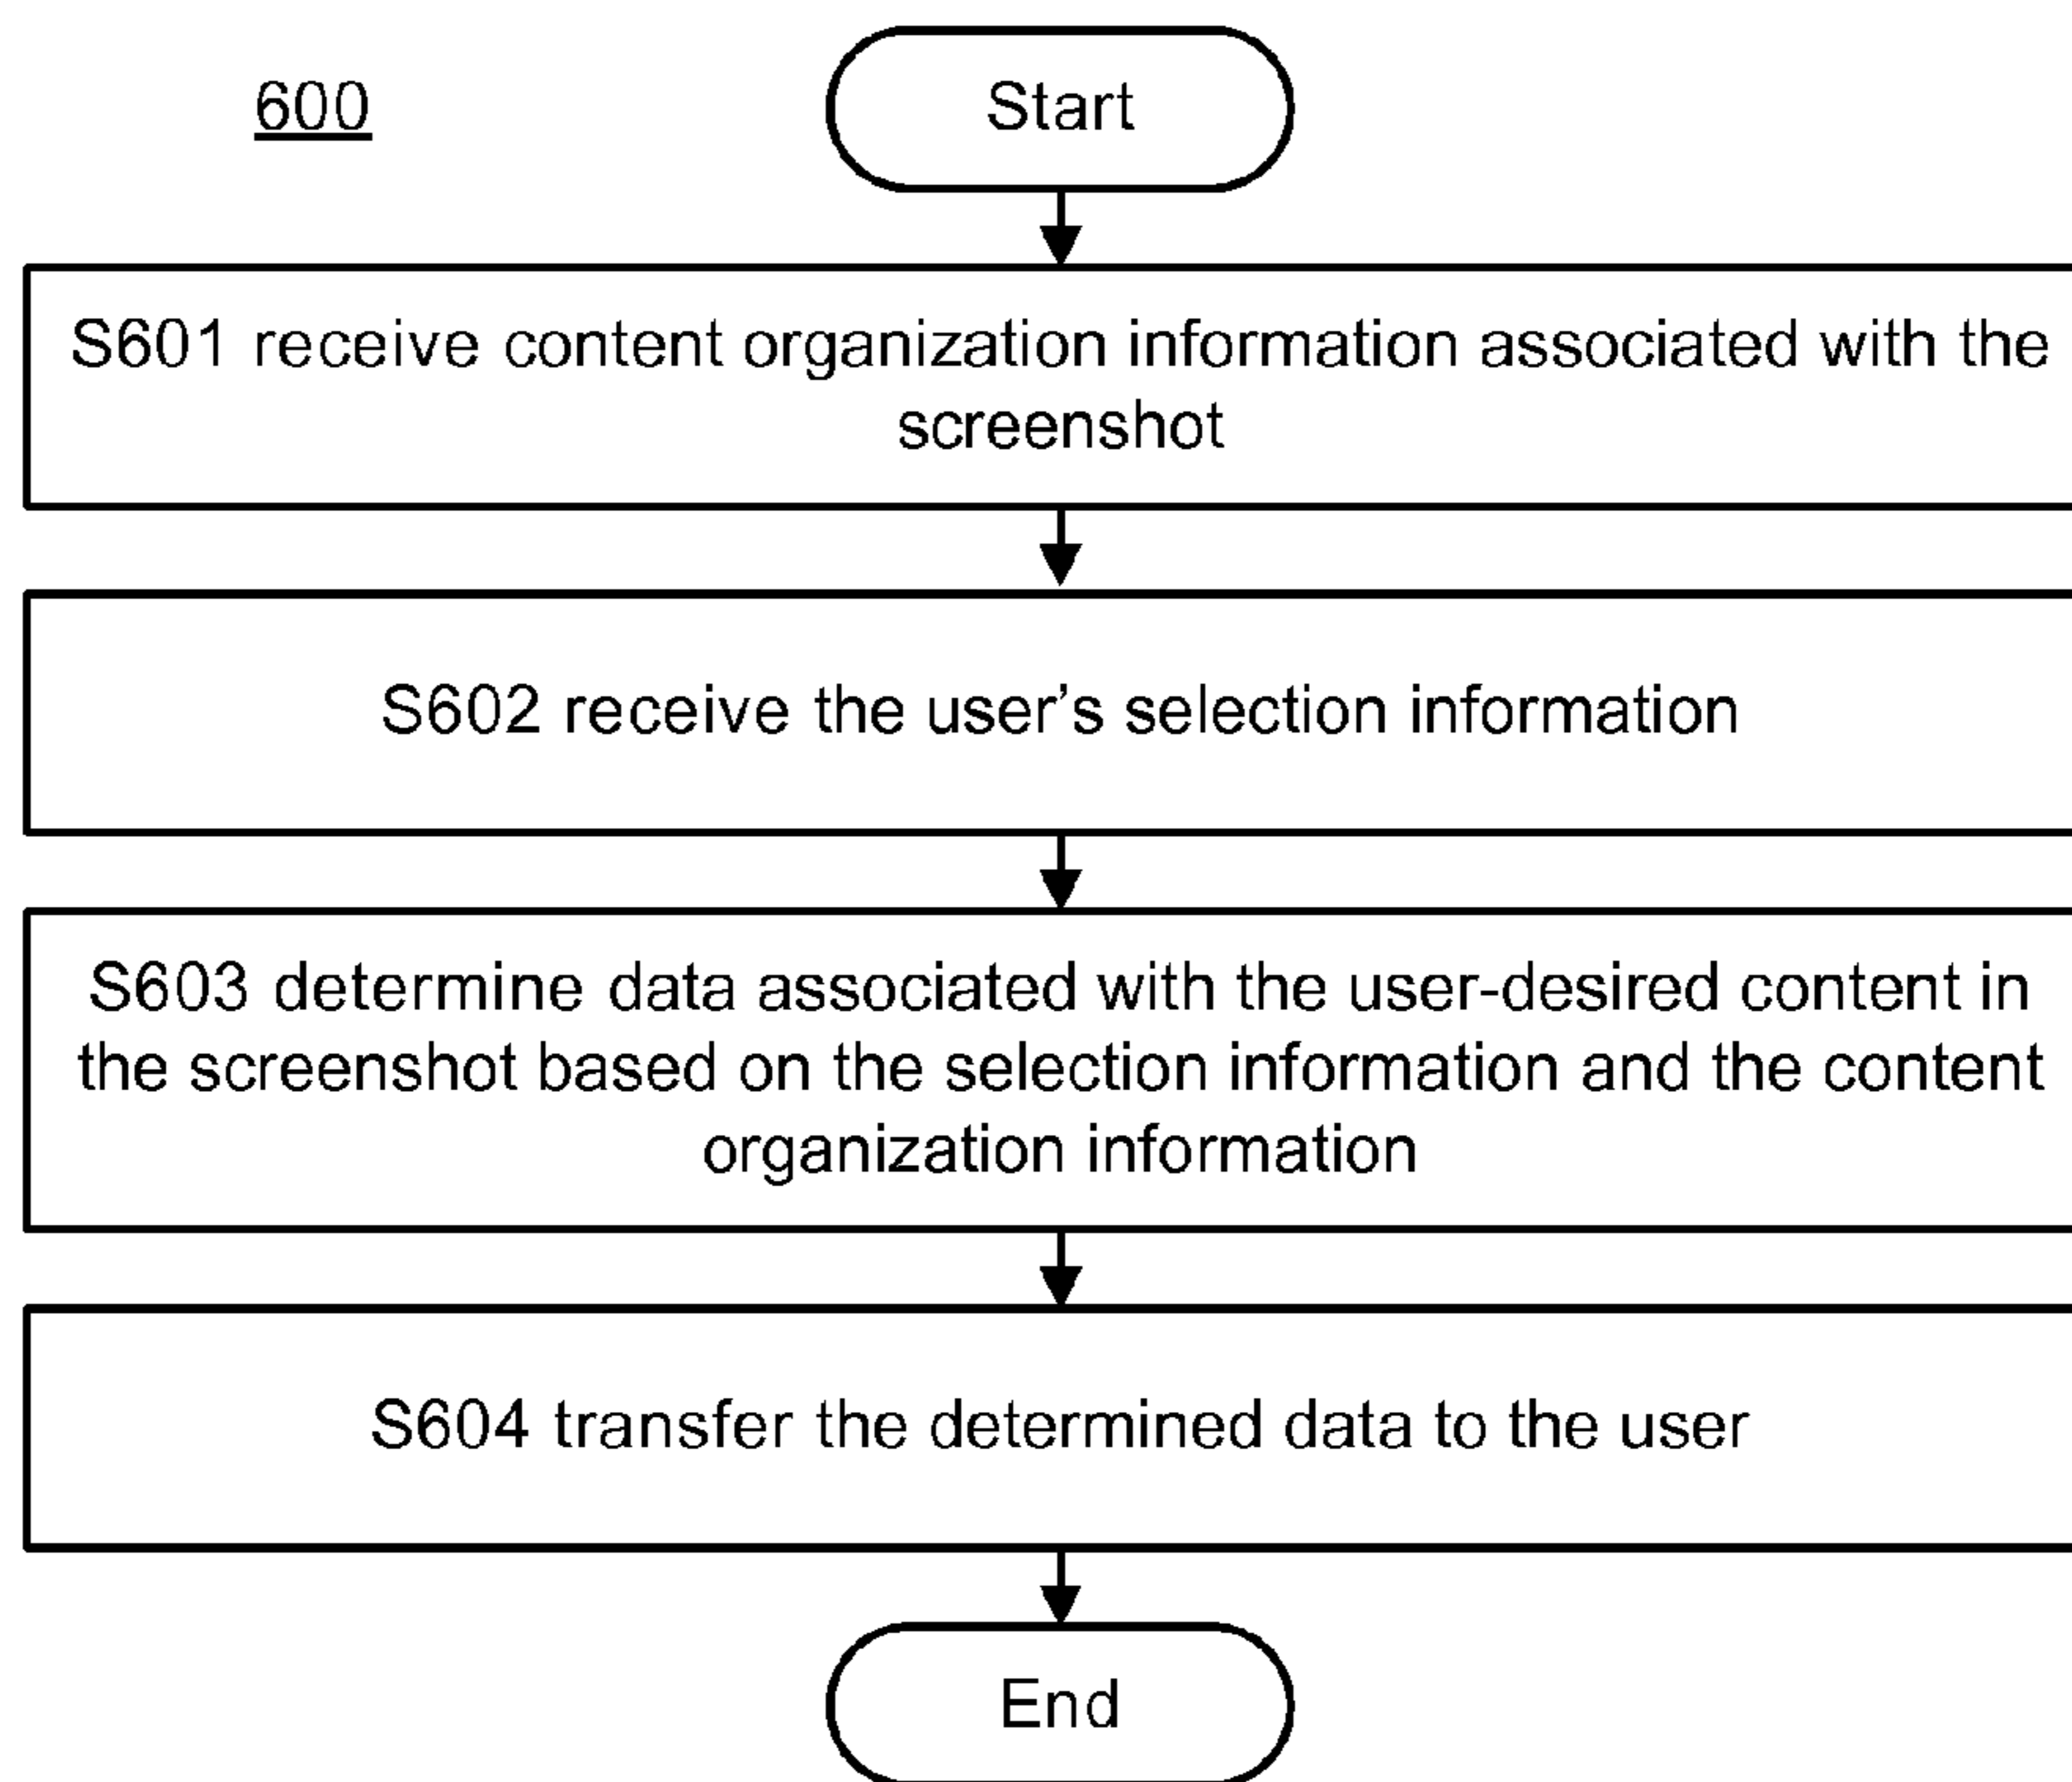 600
Start
S601 receive content organization information associated with the
screenshot
S602 receive the user’s selection information
S603 determine data associated with the user-desired content in
the screenshot based on the selection information and the content
organization information
S604 transfer the determined data to the user
End